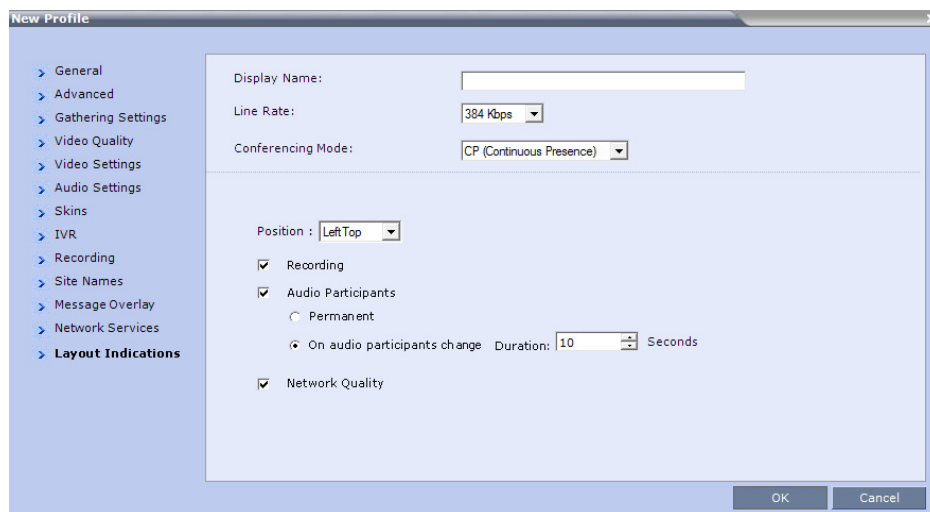 New Profile
General
Advanced
Gathering Settings
Video Quality
Video Settings
Audio Settings
Skins
IVR
Recording
Site Names
Message Overlay
Network Services
Layout Indications
Display Name:
Line Rate: 384 Kbps
Conferencing Mode: CP (Continuous Presence)
Position : LeftTop
Recording
Audio Participants
Permanent
On audio participants change Duration: 10 Seconds
Network Quality
OK Cancel